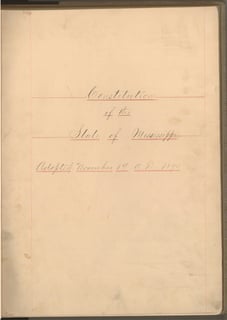 Constitution
of the
State of Mississippi
Adopted November 1st A.D. 1890